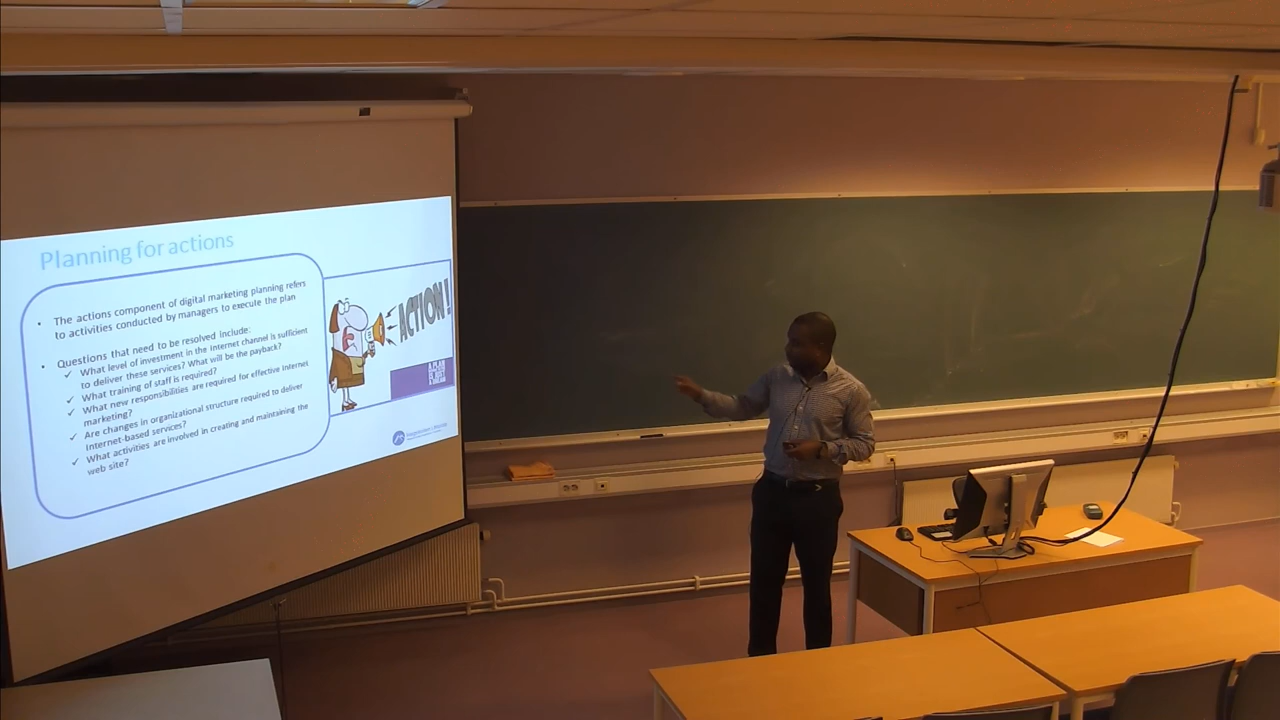 Planning for actions
The actions component of digital marketing planning refers
to activities conducted by managers to execute the plan
Questions that need to be resolved include:
What level of investment in the Internet channel is sufficient
to deliver these services? What will be the payback?
What training of staff is required?
What new responsibilities are required for effective Internet
marketing?
Are changes in organizational structure required to deliver
Internet-based services?
What activities are involved in creating and maintaining the
web site?
ACTION!
A PLAN
IS JUST
A DREAM